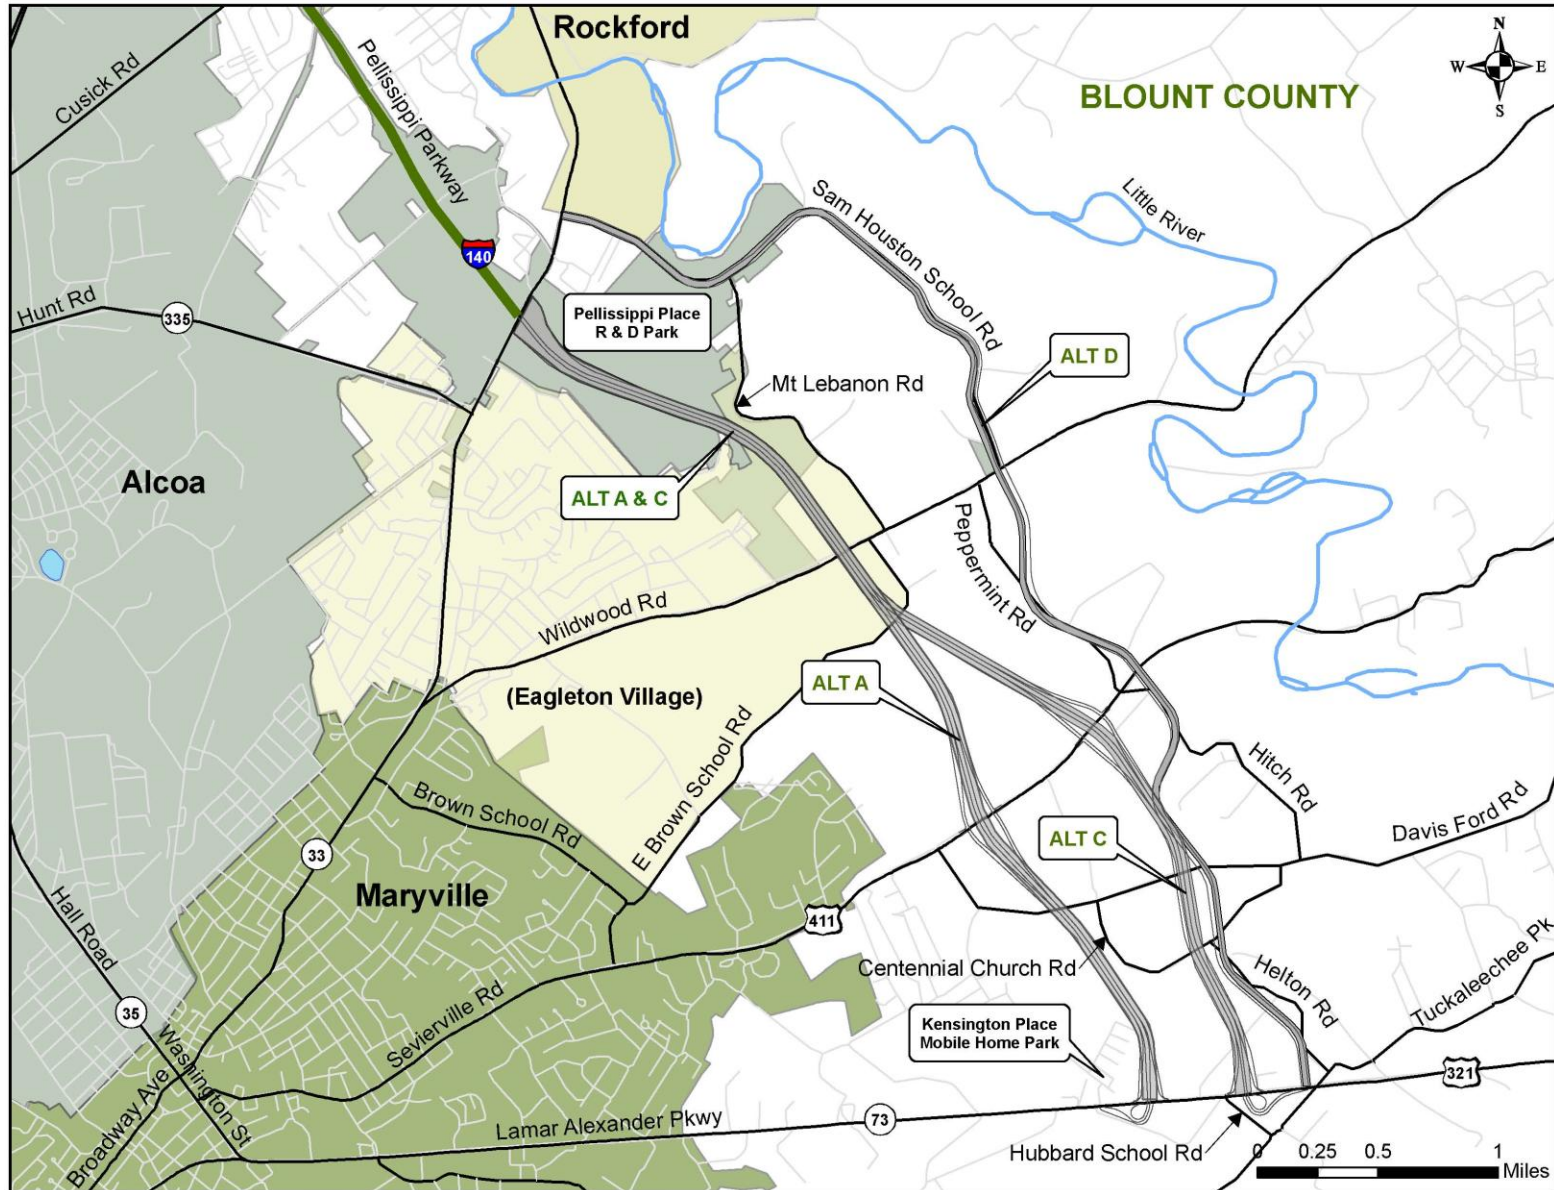 Rockford
N
W E
S
BLOUNT COUNTY
Cusick Rd
Pellissippi Parkway
Little River
Sam Houston School Rd
140
Hunt Rd
335
Pellissippi Place
R & D Park
ALT D
Mt Lebanon Rd
Alcoa
ALT A & C
Peppermint Rd
Wildwood Rd
(Eagleton Village)
ALT A
E Brown School Rd
Hitch Rd
Brown School Rd
Davis Ford Rd
ALT C
33
Maryville
411
Hall Road
Centennial Church Rd
Helton Rd
Tuckaleechee Pk
Sevierville Rd
35
Kensington Place
Mobile Home Park
Washington St
321
Broadway Ave
Lamar Alexander Pkwy
73
Hubbard School Rd
0 0.25 0.5 1
Miles